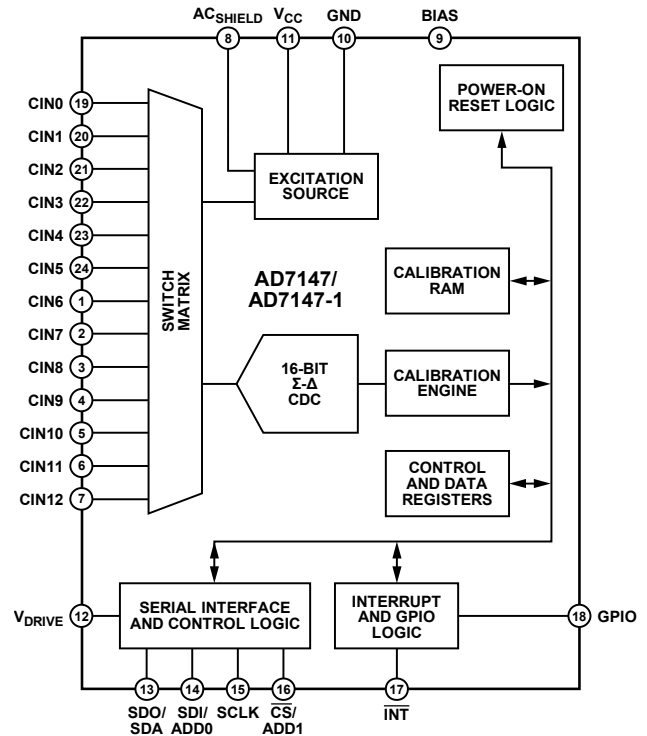 ACSHIELD
VCC
GND
BIAS
8
11
10
9
POWER-ON
RESET LOGIC
CIN0 19
CIN1 20
CIN2 21
CIN3 22
CIN4 23
CIN5 24
CIN6 1
CIN7 2
CIN8 3
CIN9 4
CIN10 5
CIN11 6
CIN12 7
SWITCH
MATRIX
EXCITATION
SOURCE
AD7147/
AD7147-1
CALIBRATION
RAM
16-BIT
Σ-Δ
CDC
CALIBRATION
ENGINE
CONTROL
AND DATA
REGISTERS
VDRIVE 12
SERIAL INTERFACE
AND CONTROL LOGIC
INTERRUPT
AND GPIO
LOGIC
18 GPIO
13
14
15
16
17
SDO/
SDA
SDI/
ADD0
SCLK
CS/
ADD1
INT